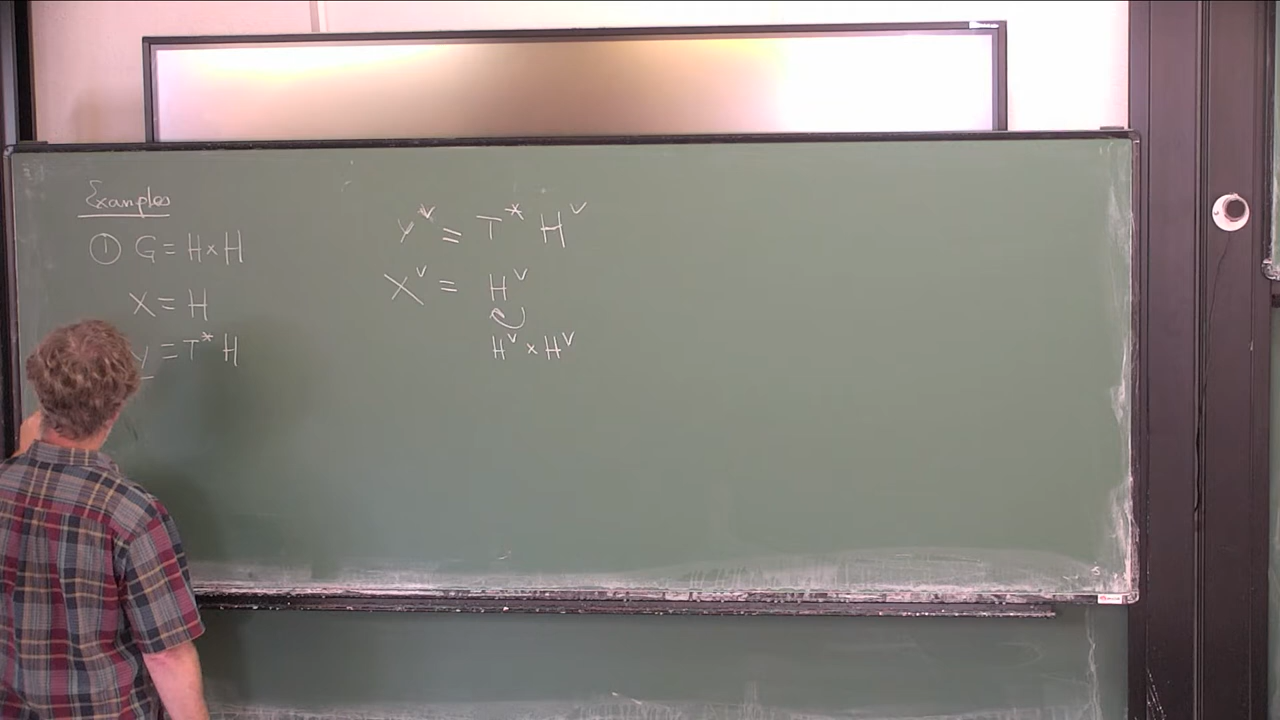 Examples
① G = H × H
X = H
Y = T* H
Y^∨ = T* H^∨
X^∨ = H^∨
H^∨ × H^∨